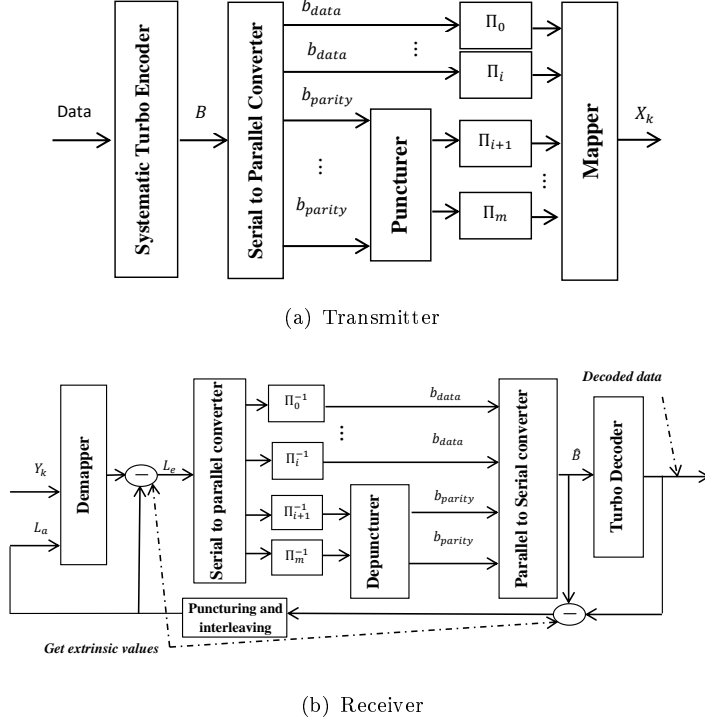 Data
Systematic Turbo Encoder
B
Serial to Parallel Converter
b_data
...
b_data
b_parity
...
b_parity
Puncturer
Π_0
Π_i
Π_{i+1}
...
Π_m
Mapper
X_k
(a) Transmitter
Decoded data
Y_k
L_a
Demapper
−
L_e
Serial to parallel converter
Π_0^{-1}
...
Π_i^{-1}
Π_{i+1}^{-1}
Π_m^{-1}
Depuncturer
b_data
b_data
b_parity
b_parity
Parallel to Serial converter
B̂
Turbo Decoder
−
Puncturing and
interleaving
Get extrinsic values
(b) Receiver